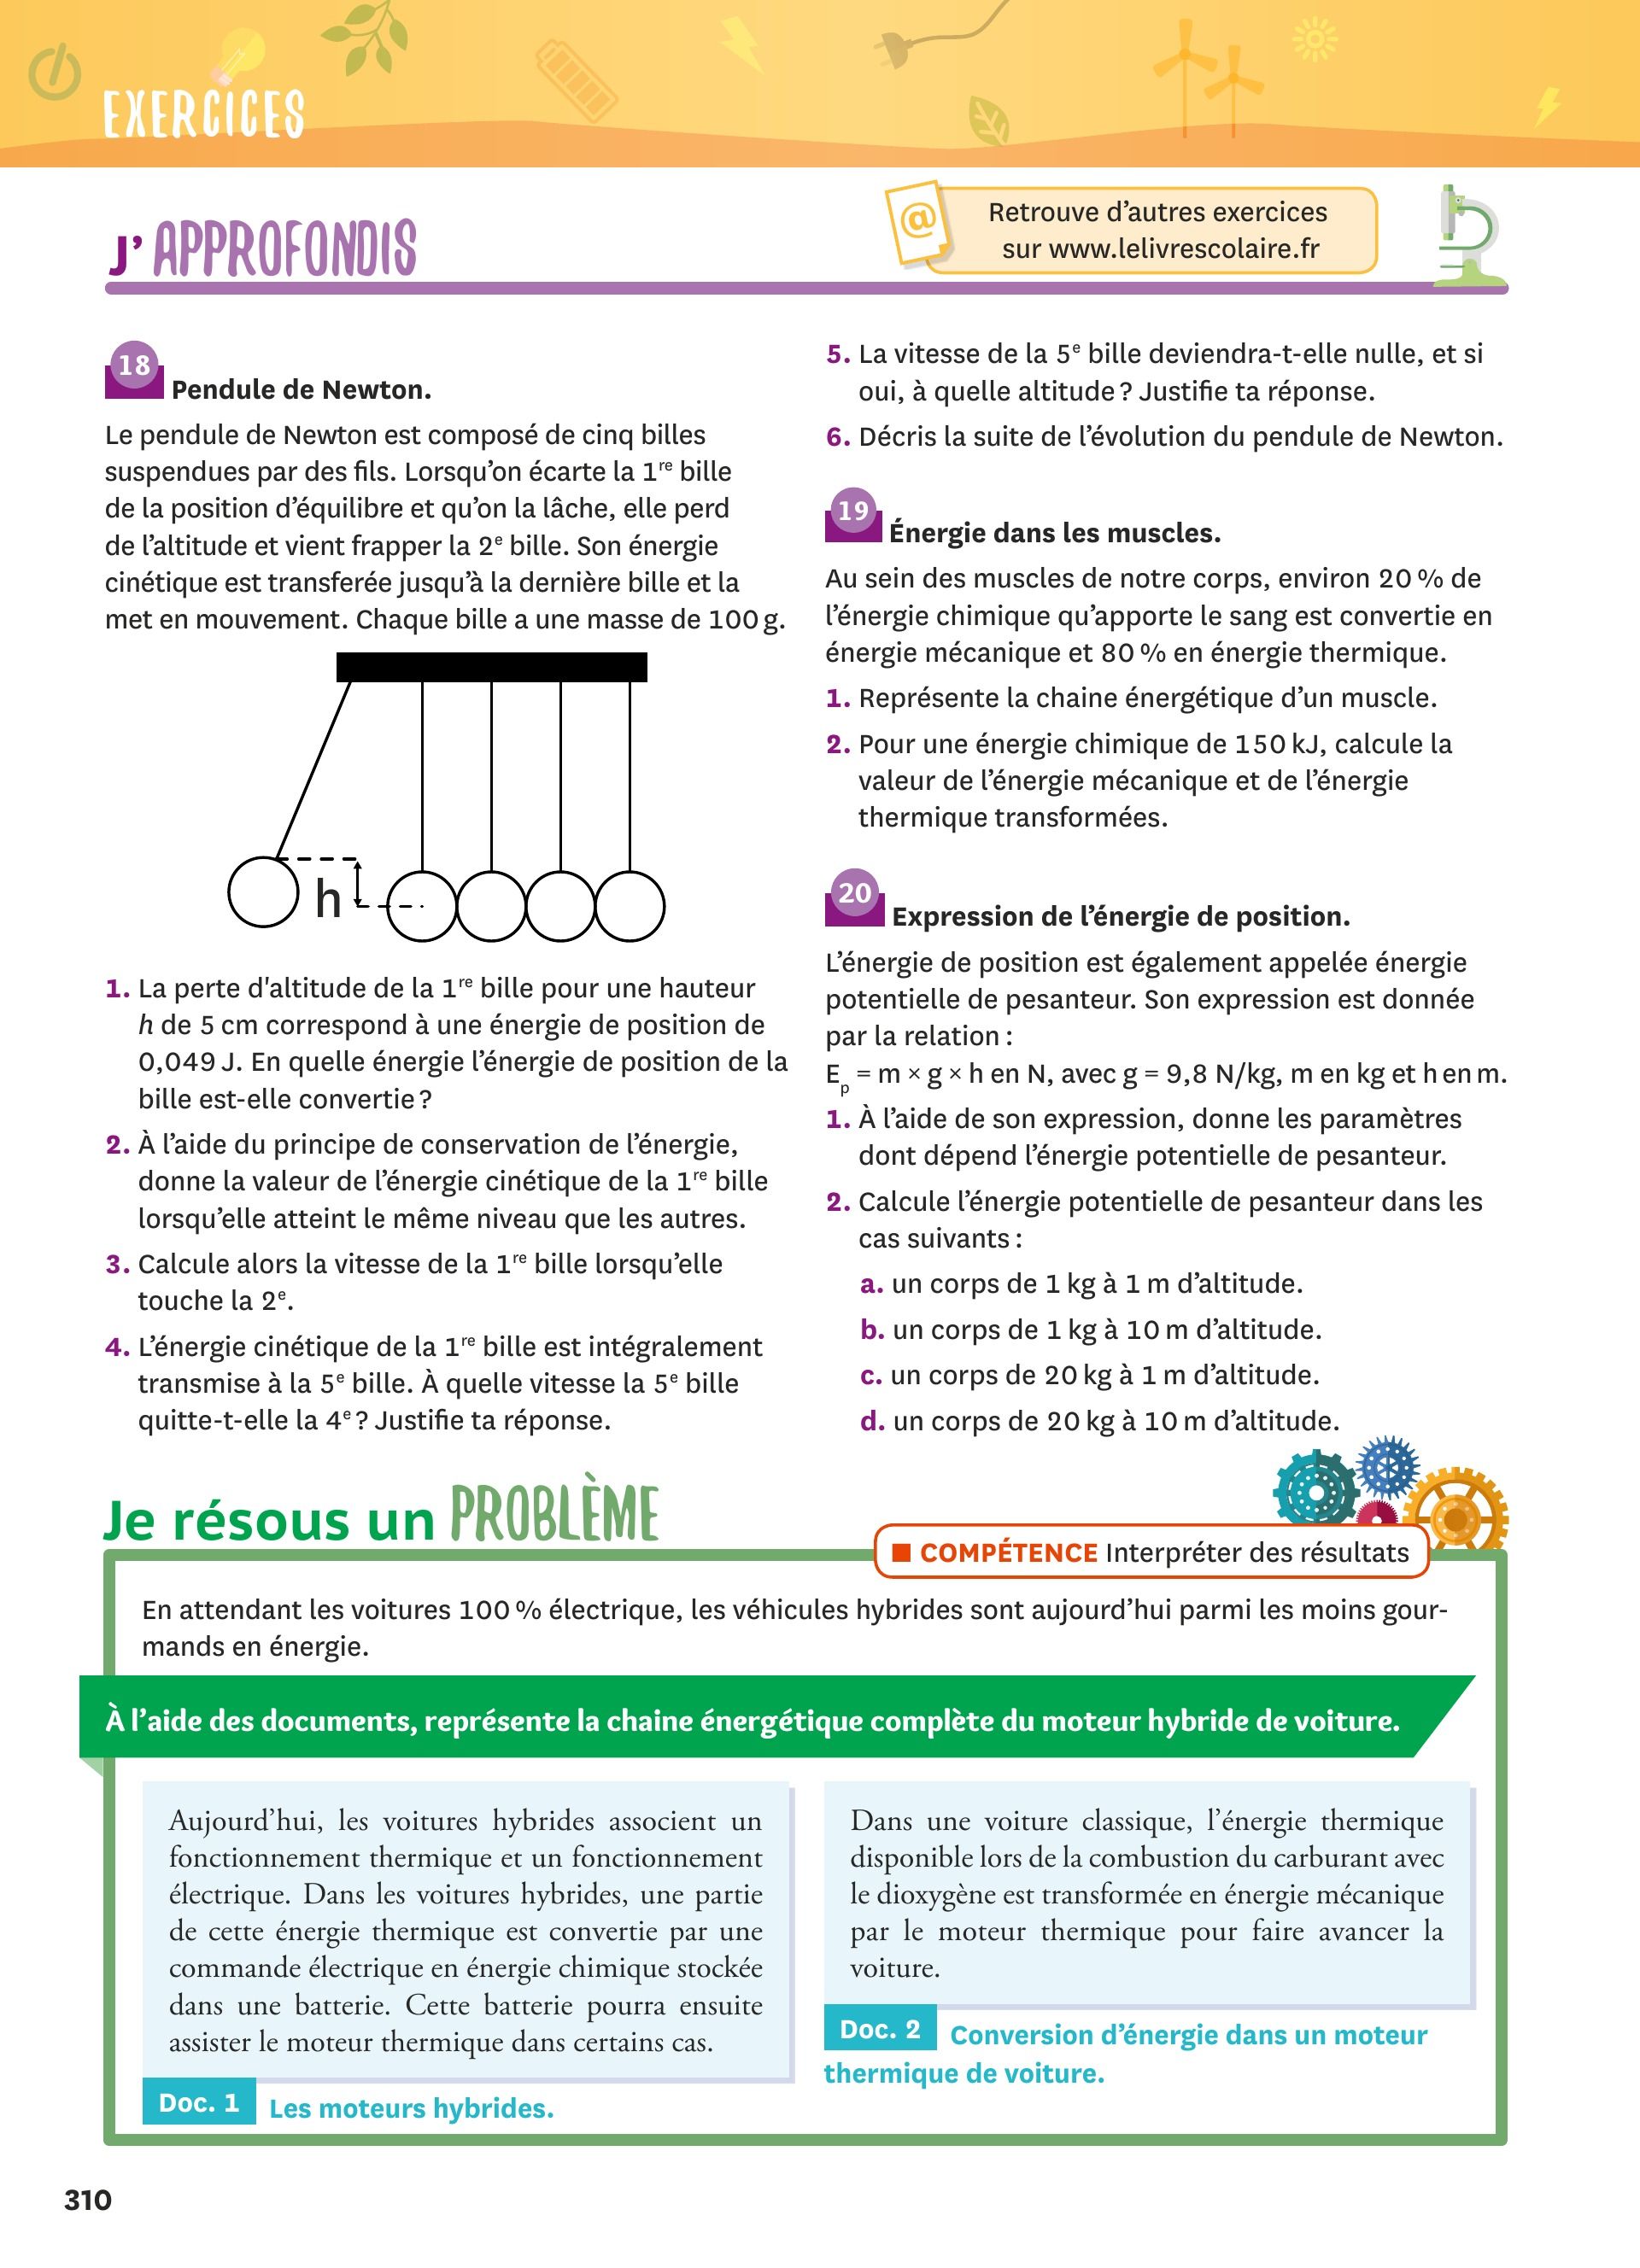 EXERCICES
J’APPROFONDIS
@
Retrouve d’autres exercices
sur www.lelivrescolaire.fr
18 Pendule de Newton.
Le pendule de Newton est composé de cinq billes
suspendues par des fils. Lorsqu’on écarte la 1re bille
de la position d’équilibre et qu’on la lâche, elle perd
de l’altitude et vient frapper la 2e bille. Son énergie
cinétique est transferée jusqu’à la dernière bille et la
met en mouvement. Chaque bille a une masse de 100 g.
h
1. La perte d'altitude de la 1re bille pour une hauteur
h de 5 cm correspond à une énergie de position de
0,049 J. En quelle énergie l’énergie de position de la
bille est-elle convertie ?
2. À l’aide du principe de conservation de l’énergie,
donne la valeur de l’énergie cinétique de la 1re bille
lorsqu’elle atteint le même niveau que les autres.
3. Calcule alors la vitesse de la 1re bille lorsqu’elle
touche la 2e.
4. L’énergie cinétique de la 1re bille est intégralement
transmise à la 5e bille. À quelle vitesse la 5e bille
quitte-t-elle la 4e ? Justifie ta réponse.
5. La vitesse de la 5e bille deviendra-t-elle nulle, et si
oui, à quelle altitude ? Justifie ta réponse.
6. Décris la suite de l’évolution du pendule de Newton.
19 Énergie dans les muscles.
Au sein des muscles de notre corps, environ 20 % de
l’énergie chimique qu’apporte le sang est convertie en
énergie mécanique et 80 % en énergie thermique.
1. Représente la chaine énergétique d’un muscle.
2. Pour une énergie chimique de 150 kJ, calcule la
valeur de l’énergie mécanique et de l’énergie
thermique transformées.
20 Expression de l’énergie de position.
L’énergie de position est également appelée énergie
potentielle de pesanteur. Son expression est donnée
par la relation :
Ep = m × g × h en N, avec g = 9,8 N/kg, m en kg et h en m.
1. À l’aide de son expression, donne les paramètres
dont dépend l’énergie potentielle de pesanteur.
2. Calcule l’énergie potentielle de pesanteur dans les
cas suivants :
a. un corps de 1 kg à 1 m d’altitude.
b. un corps de 1 kg à 10 m d’altitude.
c. un corps de 20 kg à 1 m d’altitude.
d. un corps de 20 kg à 10 m d’altitude.
Je résous un PROBLÈME
■ COMPÉTENCE Interpréter des résultats
En attendant les voitures 100 % électrique, les véhicules hybrides sont aujourd’hui parmi les moins gour-
mands en énergie.
À l’aide des documents, représente la chaine énergétique complète du moteur hybride de voiture.
Aujourd’hui, les voitures hybrides associent un
fonctionnement thermique et un fonctionnement
électrique. Dans les voitures hybrides, une partie
de cette énergie thermique est convertie par une
commande électrique en énergie chimique stockée
dans une batterie. Cette batterie pourra ensuite
assister le moteur thermique dans certains cas.
Doc. 1 Les moteurs hybrides.
Dans une voiture classique, l’énergie thermique
disponible lors de la combustion du carburant avec
le dioxygène est transformée en énergie mécanique
par le moteur thermique pour faire avancer la
voiture.
Doc. 2 Conversion d’énergie dans un moteur
thermique de voiture.
310